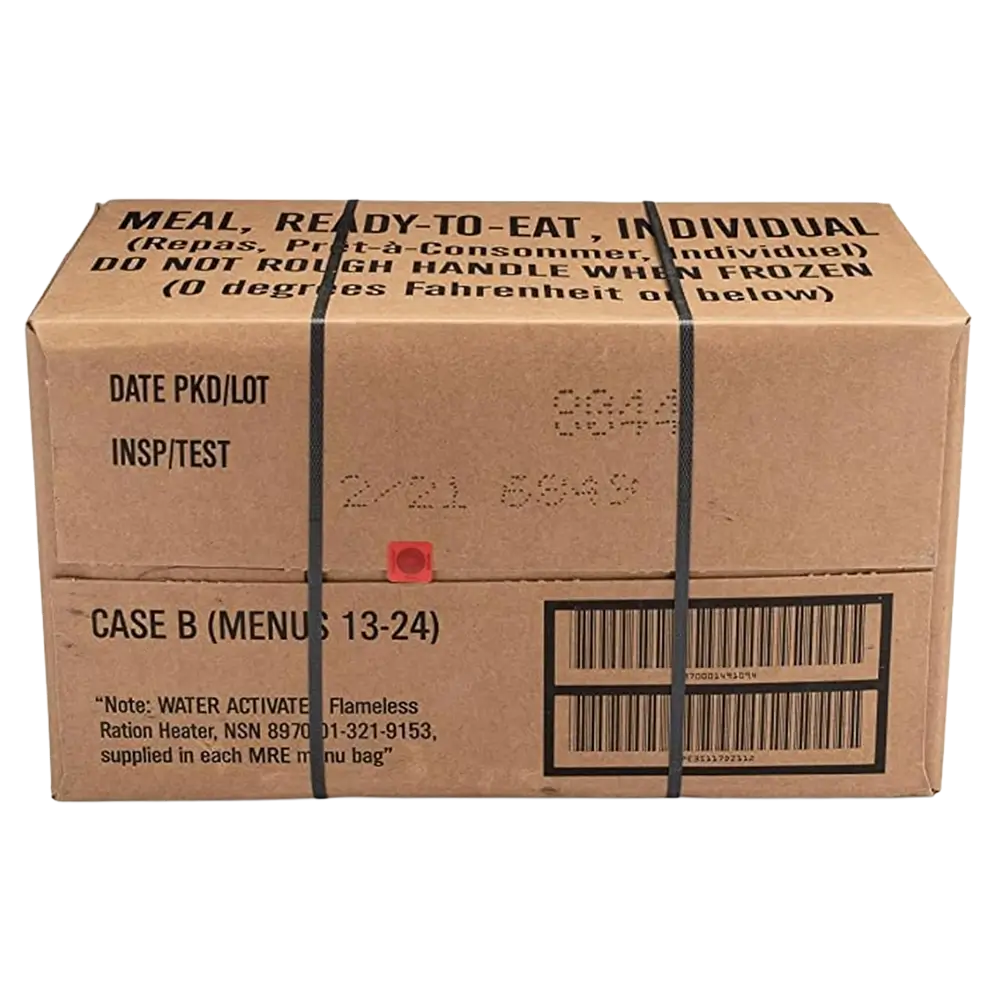 MEAL, READY-TO-EAT, INDIVIDUAL
(Repas, Prêt-à-Consommer, Individuel)
DO NOT ROUGH HANDLE WHEN FROZEN
(0 degrees Fahrenheit or below)
DATE PKD/LOT
INSP/TEST
2/21 6849
CASE B (MENUS 13-24)
"Note: WATER ACTIVATED Flameless
Ration Heater, NSN 8970-01-321-9153,
supplied in each MRE menu bag"